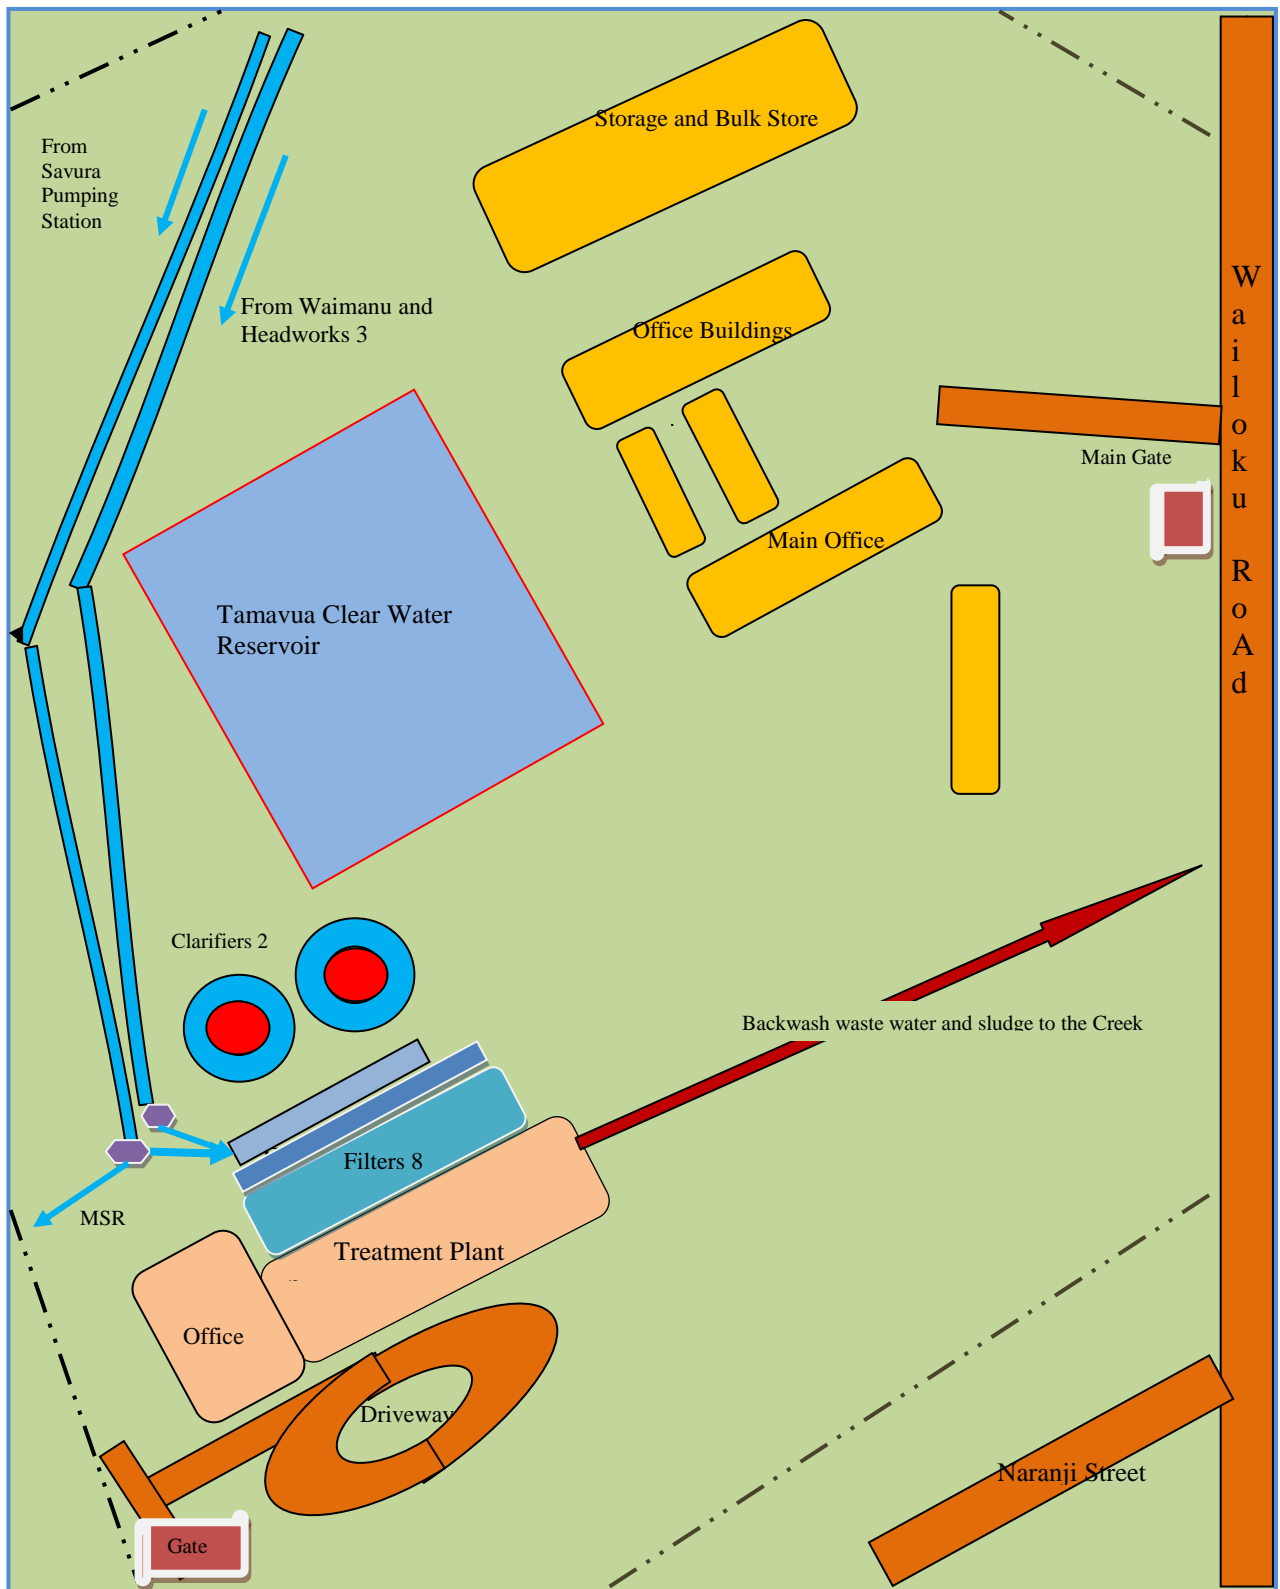 Storage and Bulk Store
From
Savura
Pumping
Station
From Waimanu and
Headworks 3
Office Buildings
Wailoku RoAd
Main Gate
Main Office
Tamavua Clear Water
Reservoir
Clarifiers 2
Backwash waste water and sludge to the Creek
Filters 8
MSR
Treatment Plant
Office
Driveway
Naranji Street
Gate